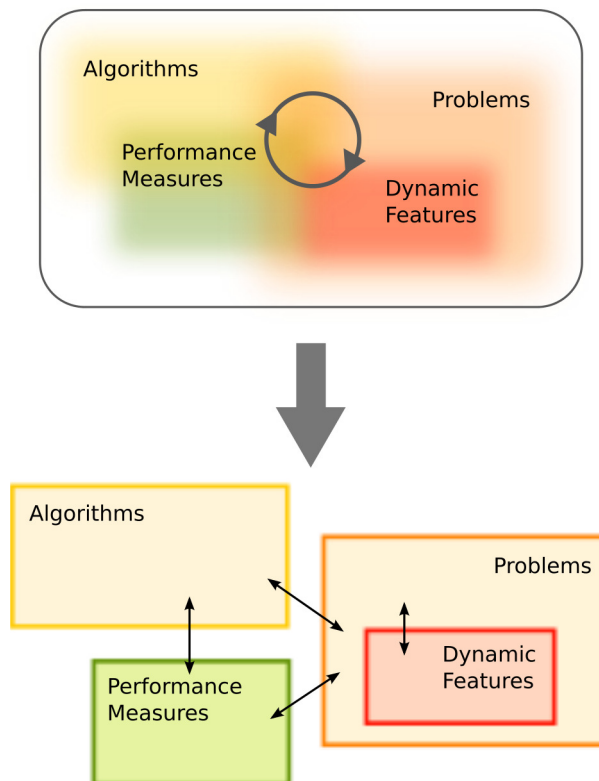 Algorithms
Problems
Performance
Measures
Dynamic
Features
Algorithms
Problems
Performance
Measures
Dynamic
Features